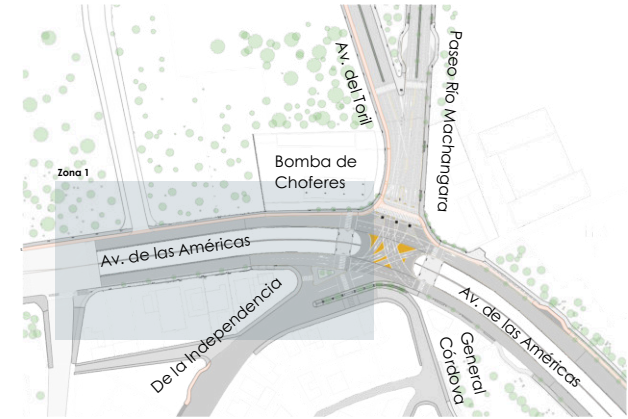 Av. del Toril
Paseo Río Machangara
Bomba de
Choferes
Zona 1
Av. de las Américas
De la Independencia
Av. de las Américas
General
Córdova